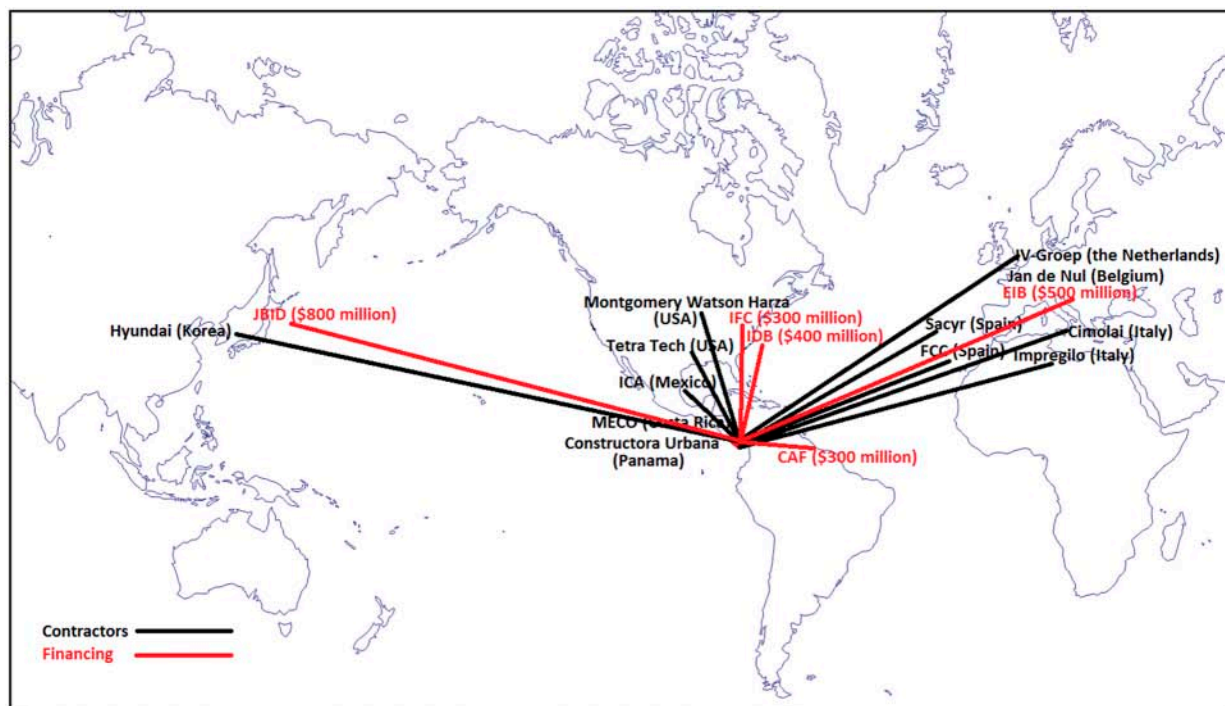 IV-Groep (the Netherlands)
Jan de Nul (Belgium)
EIB ($500 million)
Montgomery Watson Harza
(USA)
IFC ($300 million)
JBID ($800 million)
Hyundai (Korea)
Sacyr (Spain)
Cimolai (Italy)
IDB ($400 million)
Tetra Tech (USA)
FCC (Spain)
Impregilo (Italy)
ICA (Mexico)
MECO (Costa Rica)
Constructora Urbana
(Panama)
CAF ($300 million)
Contractors
Financing